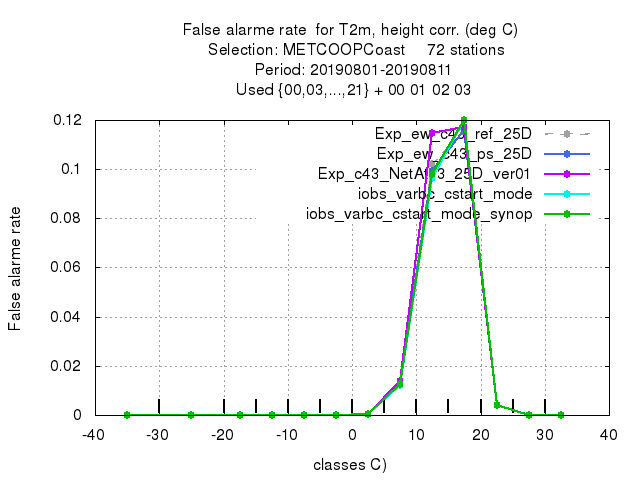 False alarme rate  for T2m, height corr. (deg C)
Selection: METCOOPCoast     72 stations
Period: 20190801-20190811
Used {00,03,...,21} + 00 01 02 03
0.12
0.1
0.08
0.06
0.04
0.02
0
False alarme rate
Exp_ew_c43_ref_25D
Exp_ew_c43_ps_25D
iobs_varbc_cstart_mode
iobs_varbc_cstart_mode_synop
-40 -30 -20 -10 0 10 20 30 40
classes C)